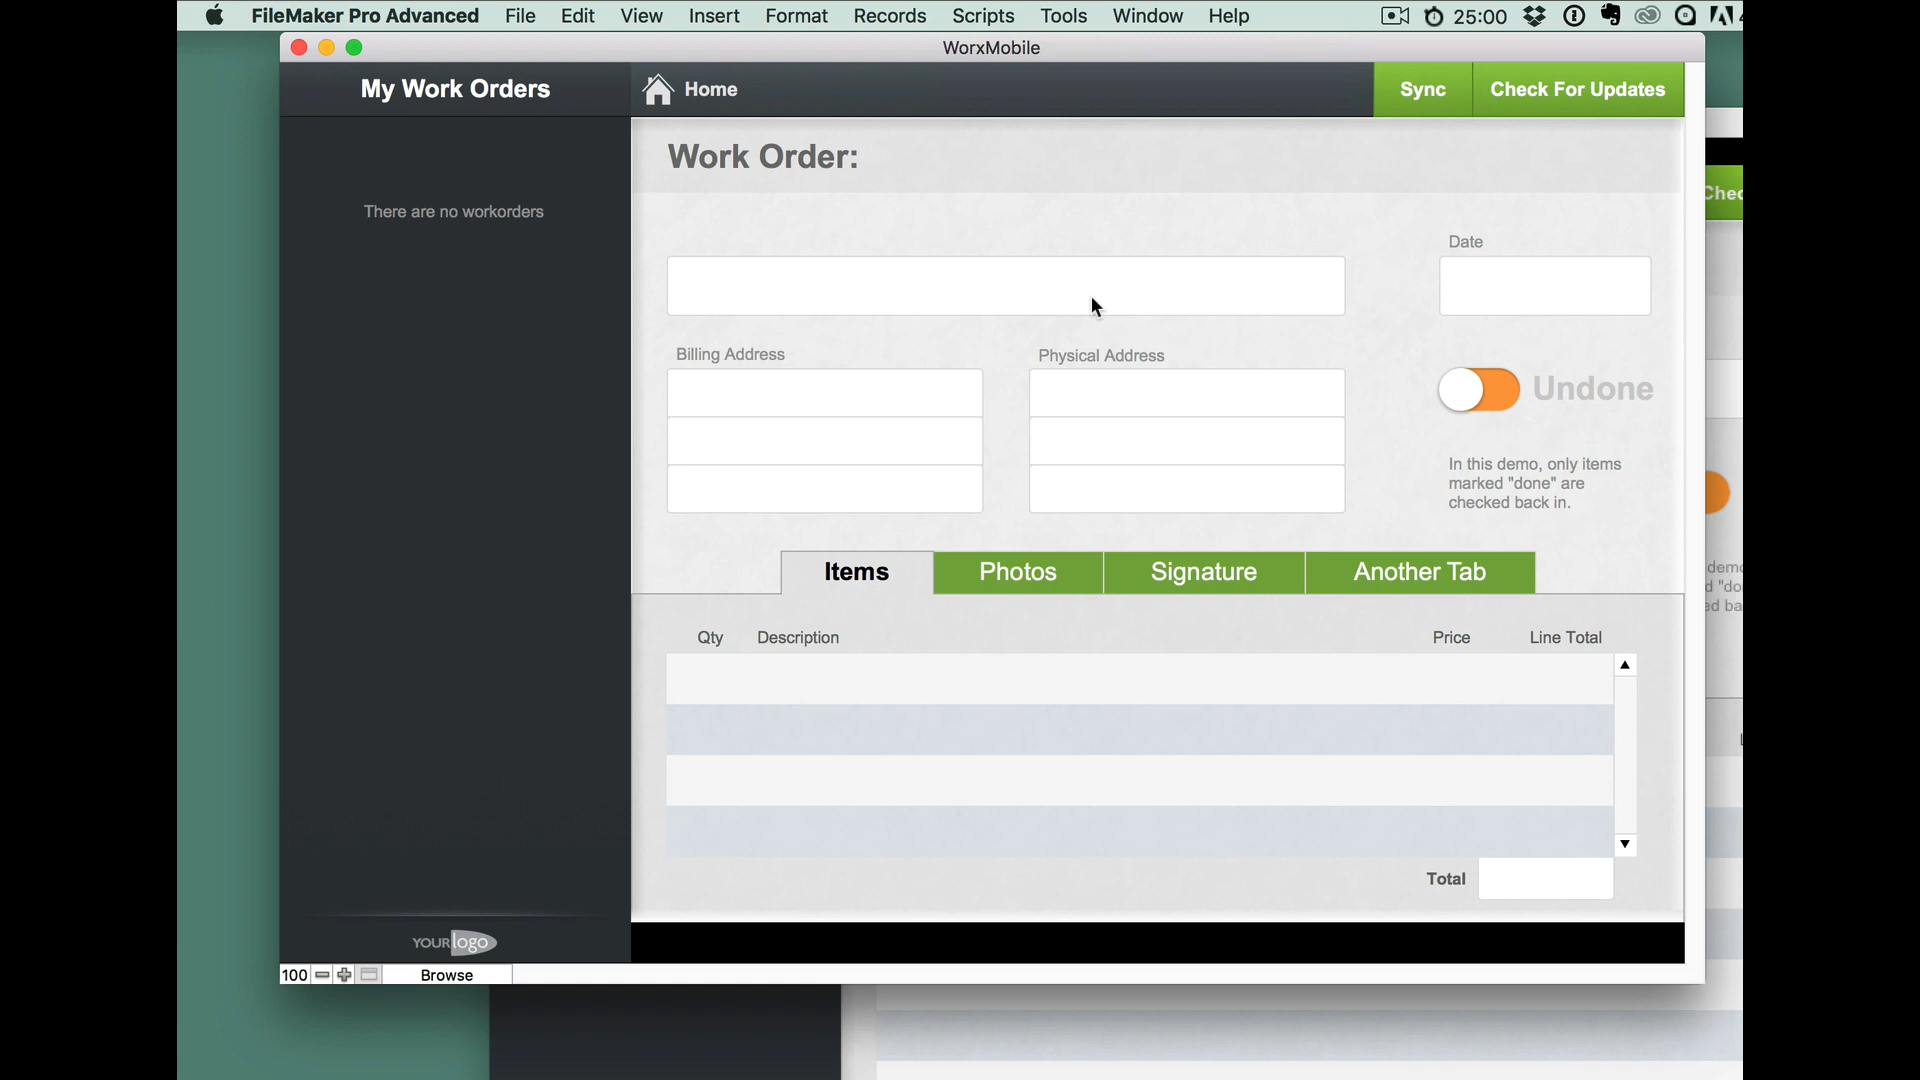 FileMaker Pro Advanced File Edit View Insert Format Records Scripts Tools Window Help 25:00
WorxMobile
My Work Orders Home Sync Check For Updates
Work Order:
There are no workorders
Date
Billing Address Physical Address
Undone
In this demo, only items
marked "done" are
checked back in.
Items Photos Signature Another Tab
Qty Description Price Line Total
Total
YOUR logo
100 Browse